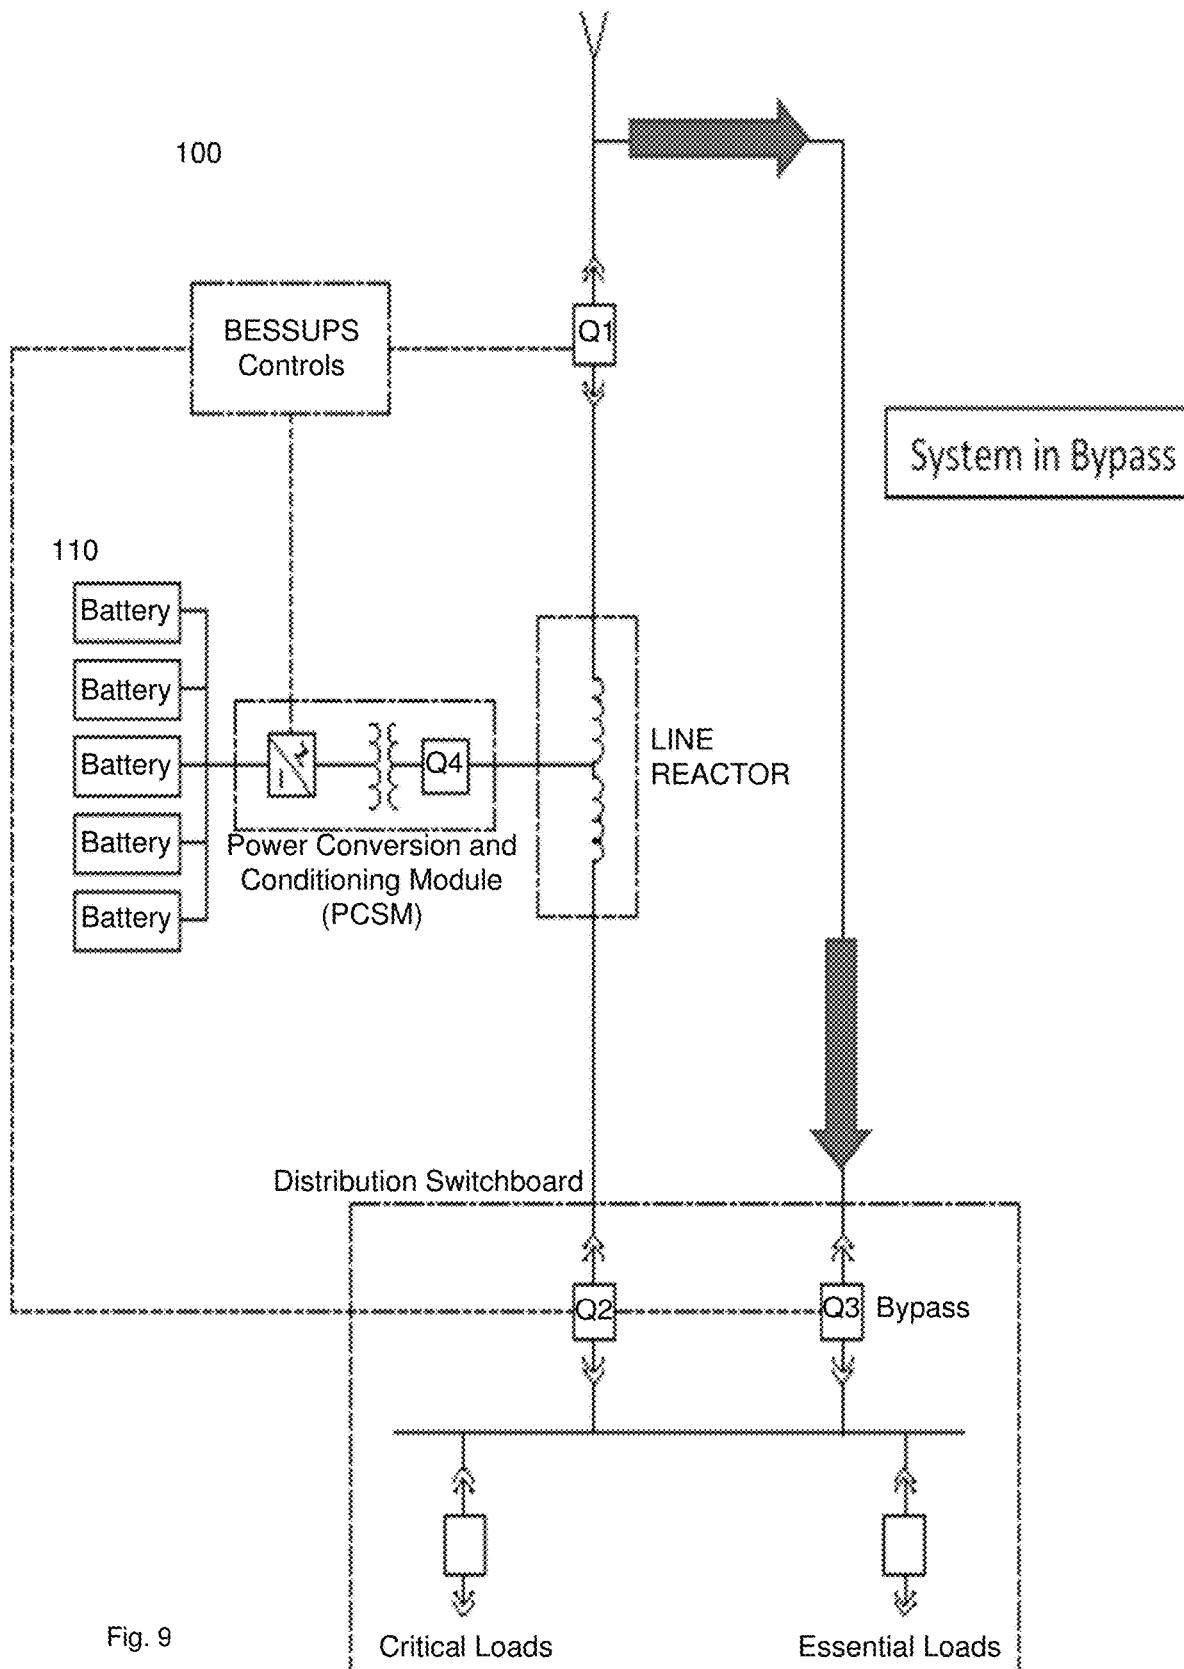 100
BESSUPS
Controls
Q1
System in Bypass
110
Battery
Battery
Battery
Battery
Battery
Q4
LINE
REACTOR
Power Conversion and
Conditioning Module
(PCSM)
Distribution Switchboard
Q2
Q3
Bypass
Critical Loads
Essential Loads
Fig. 9